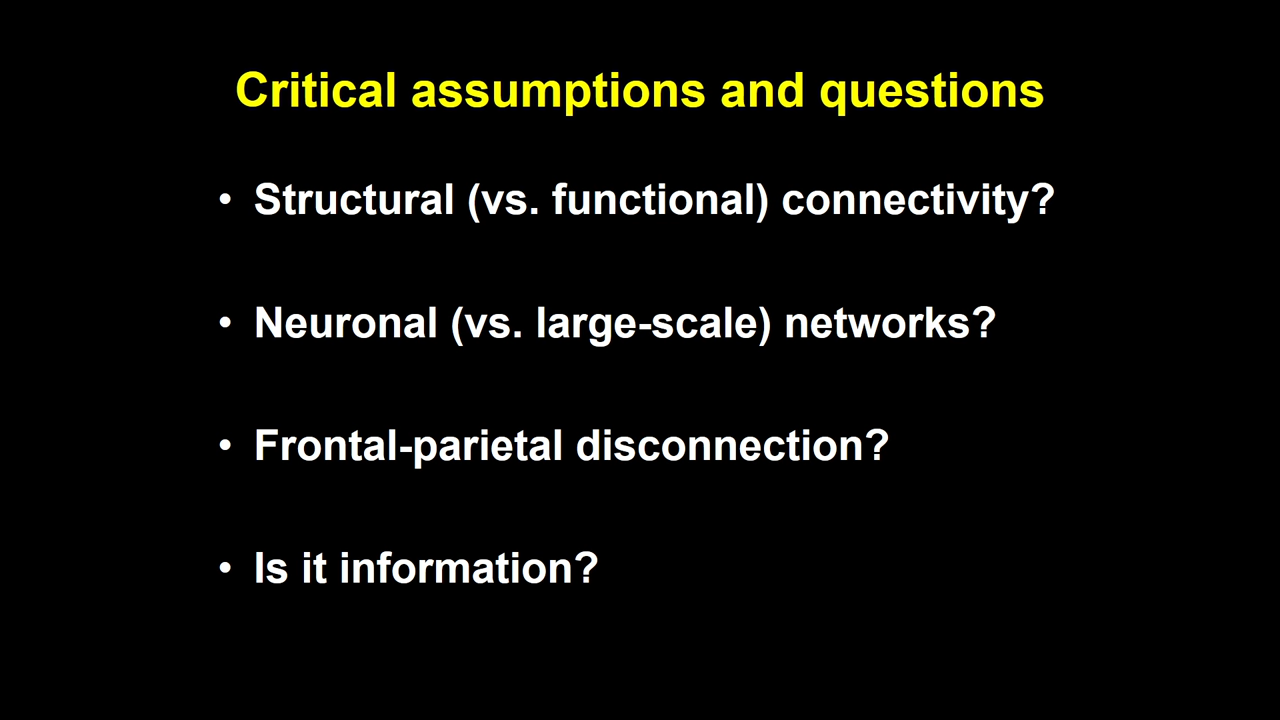 Critical assumptions and questions
• Structural (vs. functional) connectivity?
• Neuronal (vs. large-scale) networks?
• Frontal-parietal disconnection?
• Is it information?